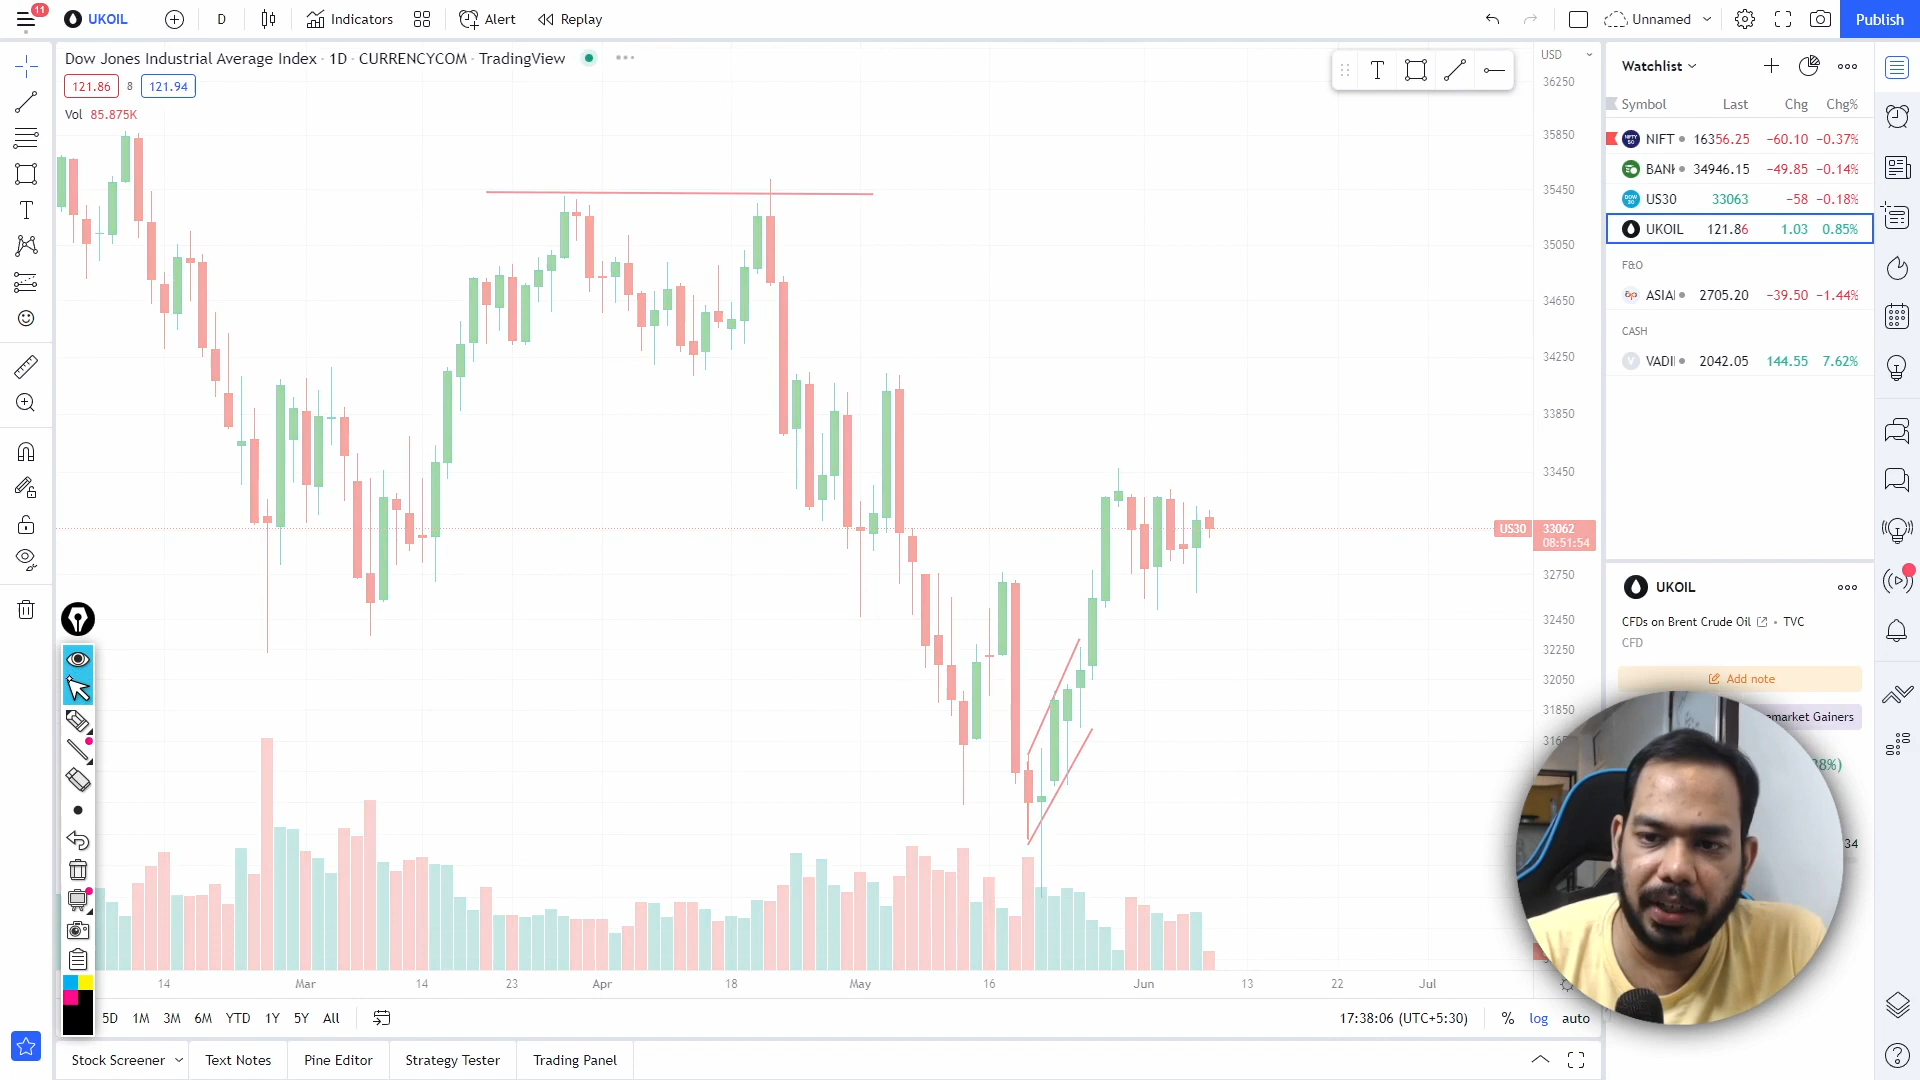 11
UKOIL
D
Indicators
Alert
Replay
Unnamed
Publish
Dow Jones Industrial Average Index · 1D · CURRENCYCOM · TradingView
121.86
8
121.94
Vol 85.875K
USD
36250
35850
35450
35050
34650
34250
33850
33450
US30
33062
08:51:54
32750
32450
32250
32050
31850
14
Mar
14
23
Apr
18
May
16
Jun
13
22
Jul
5D
1M
3M
6M
YTD
1Y
5Y
All
17:38:06 (UTC+5:30)
%
log
auto
Stock Screener
Text Notes
Pine Editor
Strategy Tester
Trading Panel
Watchlist
Symbol Last Chg Chg%
NIFT 16356.25 −60.10 −0.37%
BANK 34946.15 −49.85 −0.14%
US30 33063 −58 −0.18%
UKOIL 121.86 1.03 0.85%
F&O
ASIAI 2705.20 −39.50 −1.44%
CASH
VADI 2042.05 144.55 7.62%
UKOIL
CFDs on Brent Crude Oil • TVC
CFD
Add note
market Gainers
34